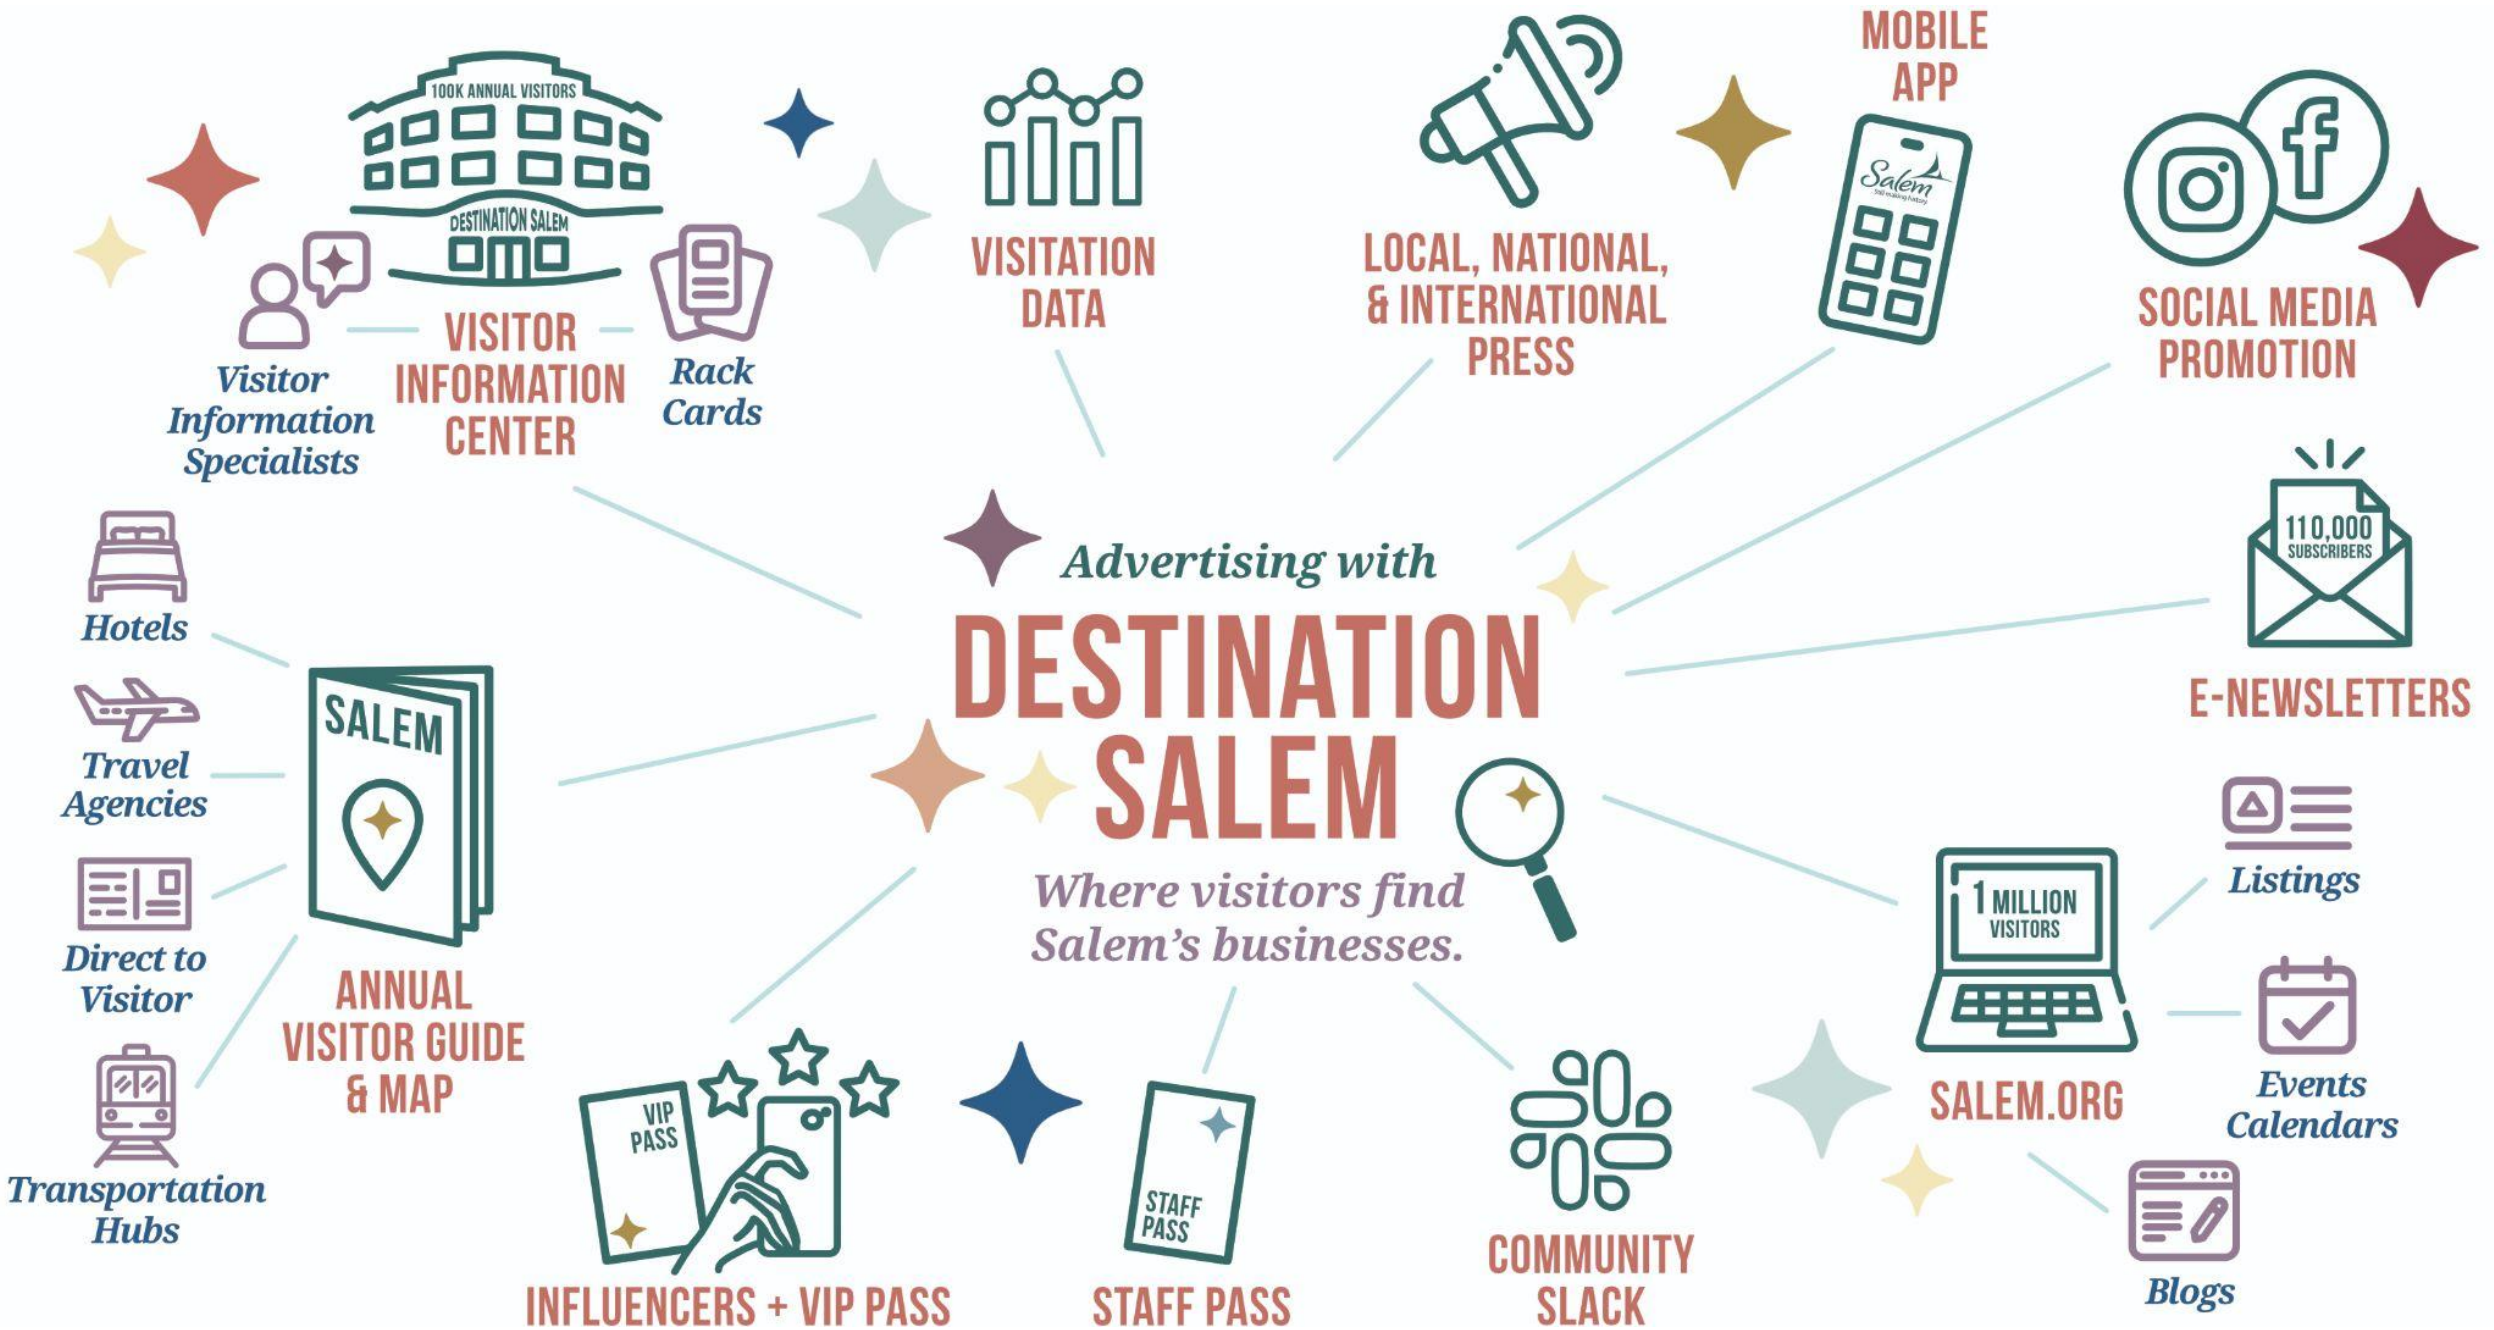 100K ANNUAL VISITORS
DESTINATION SALEM
VISITOR
INFORMATION
CENTER
Visitor
Information
Specialists
Rack
Cards
VISITATION
DATA
LOCAL, NATIONAL,
& INTERNATIONAL
PRESS
MOBILE
APP
Salem
Still making history
SOCIAL MEDIA
PROMOTION
110,000
SUBSCRIBERS
E-NEWSLETTERS
Advertising with
DESTINATION
SALEM
Where visitors find
Salem's businesses.
Hotels
Travel
Agencies
Direct to
Visitor
Transportation
Hubs
SALEM
ANNUAL
VISITOR GUIDE
& MAP
VIP
PASS
INFLUENCERS + VIP PASS
STAFF
PASS
STAFF PASS
COMMUNITY
SLACK
1 MILLION
VISITORS
SALEM.ORG
Listings
Events
Calendars
Blogs